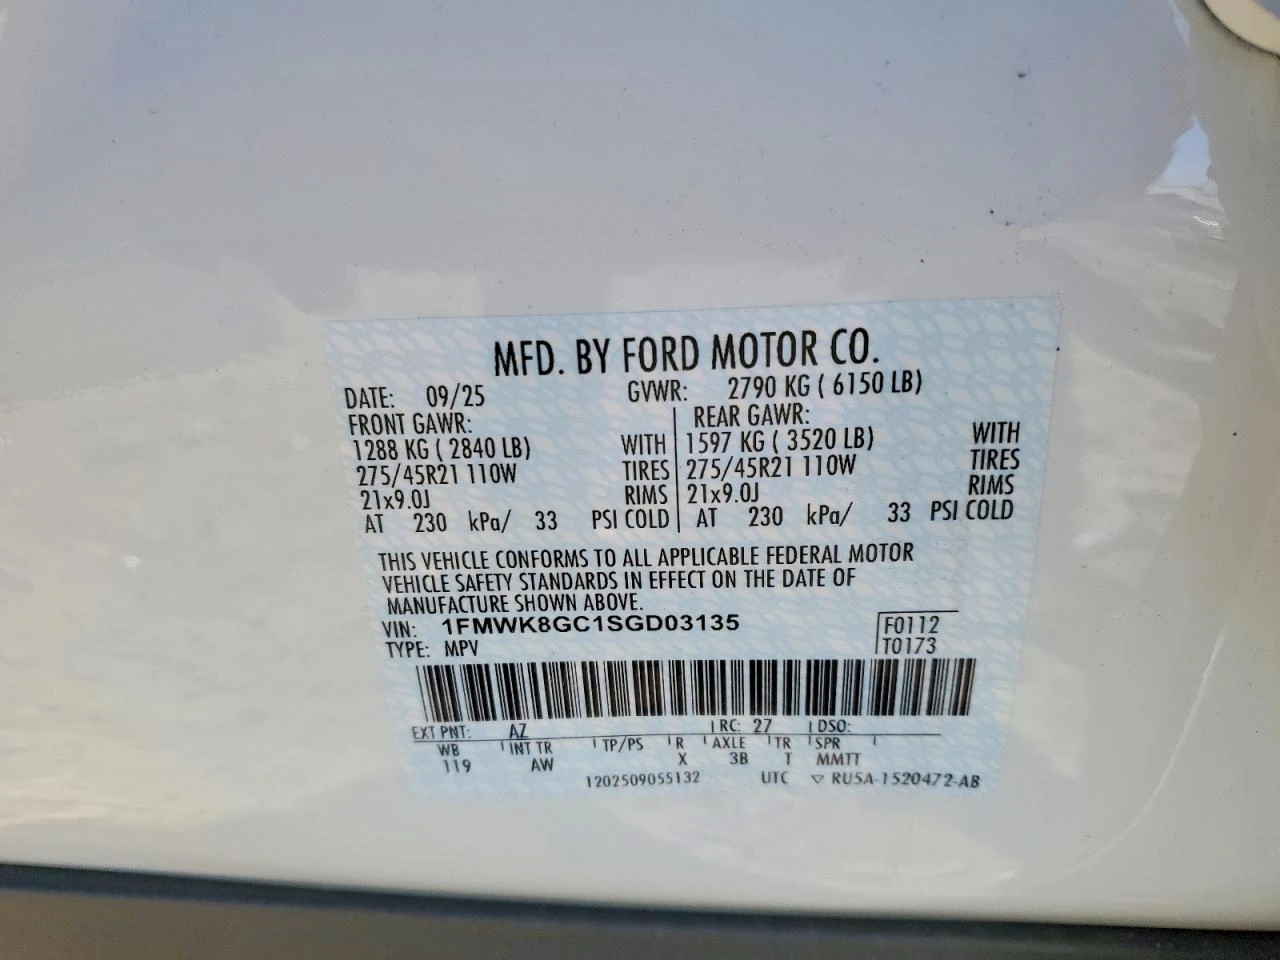 MFD. BY FORD MOTOR CO.
DATE: 09/25 GVWR: 2790 KG ( 6150 LB)
FRONT GAWR: REAR GAWR:
1288 KG ( 2840 LB) WITH 1597 KG ( 3520 LB) WITH
275/45R21 110W TIRES 275/45R21 110W TIRES
21x9.0J RIMS 21x9.0J RIMS
AT 230 kPa/ 33 PSI COLD AT 230 kPa/ 33 PSI COLD
THIS VEHICLE CONFORMS TO ALL APPLICABLE FEDERAL MOTOR
VEHICLE SAFETY STANDARDS IN EFFECT ON THE DATE OF
MANUFACTURE SHOWN ABOVE.
VIN: 1FMWK8GC1SGD03135 F0112
TYPE: MPV T0173
EXT PNT: AZ RC: 27 DSO:
WB INT TR TP/PS R AXLE TR SPR
119 AW X 3B T MMTT
1202509055132 UTC ▽ RU5A-1520472-AB